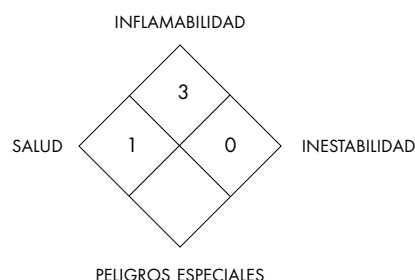 INFLAMABILIDAD
3
SALUD 1 0 INESTABILIDAD
PELIGROS ESPECIALES